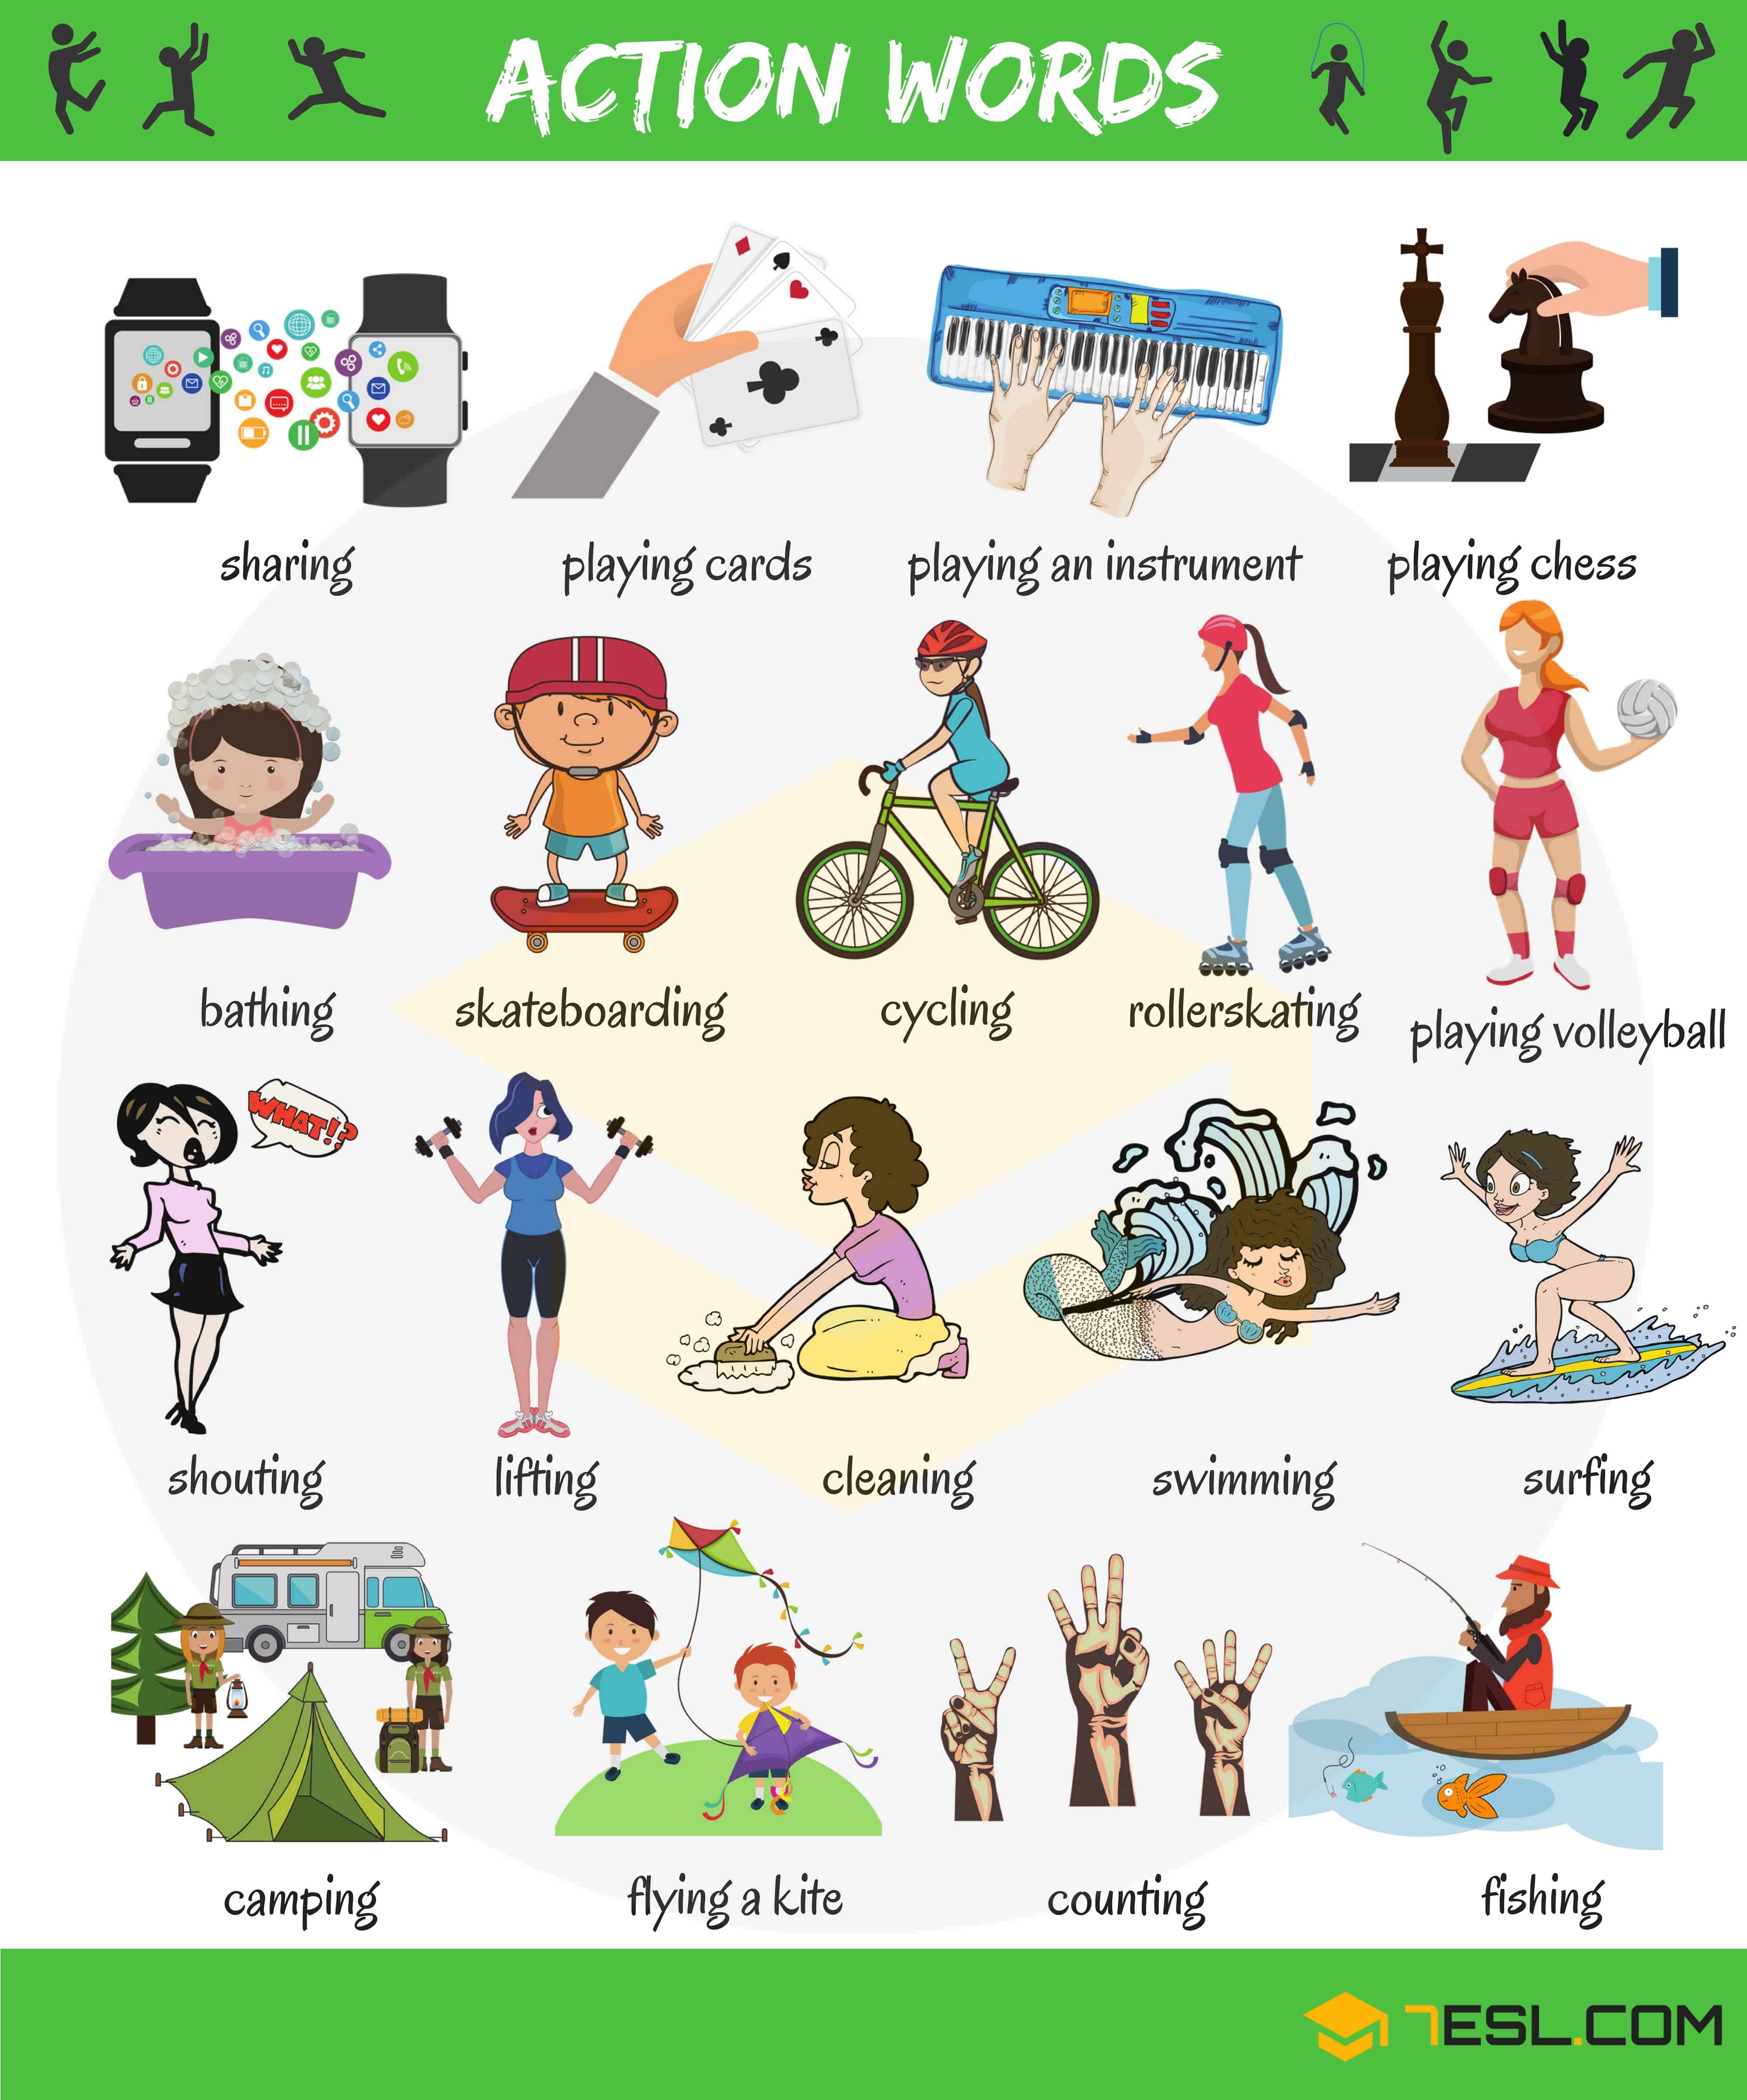 ACTION WORDS
sharing
playing cards
playing an instrument
playing chess
bathing
skateboarding
cycling
rollerskating
playing volleyball
WHAT!?
shouting
lifting
cleaning
swimming
surfing
camping
flying a kite
counting
fishing
7ESL.COM